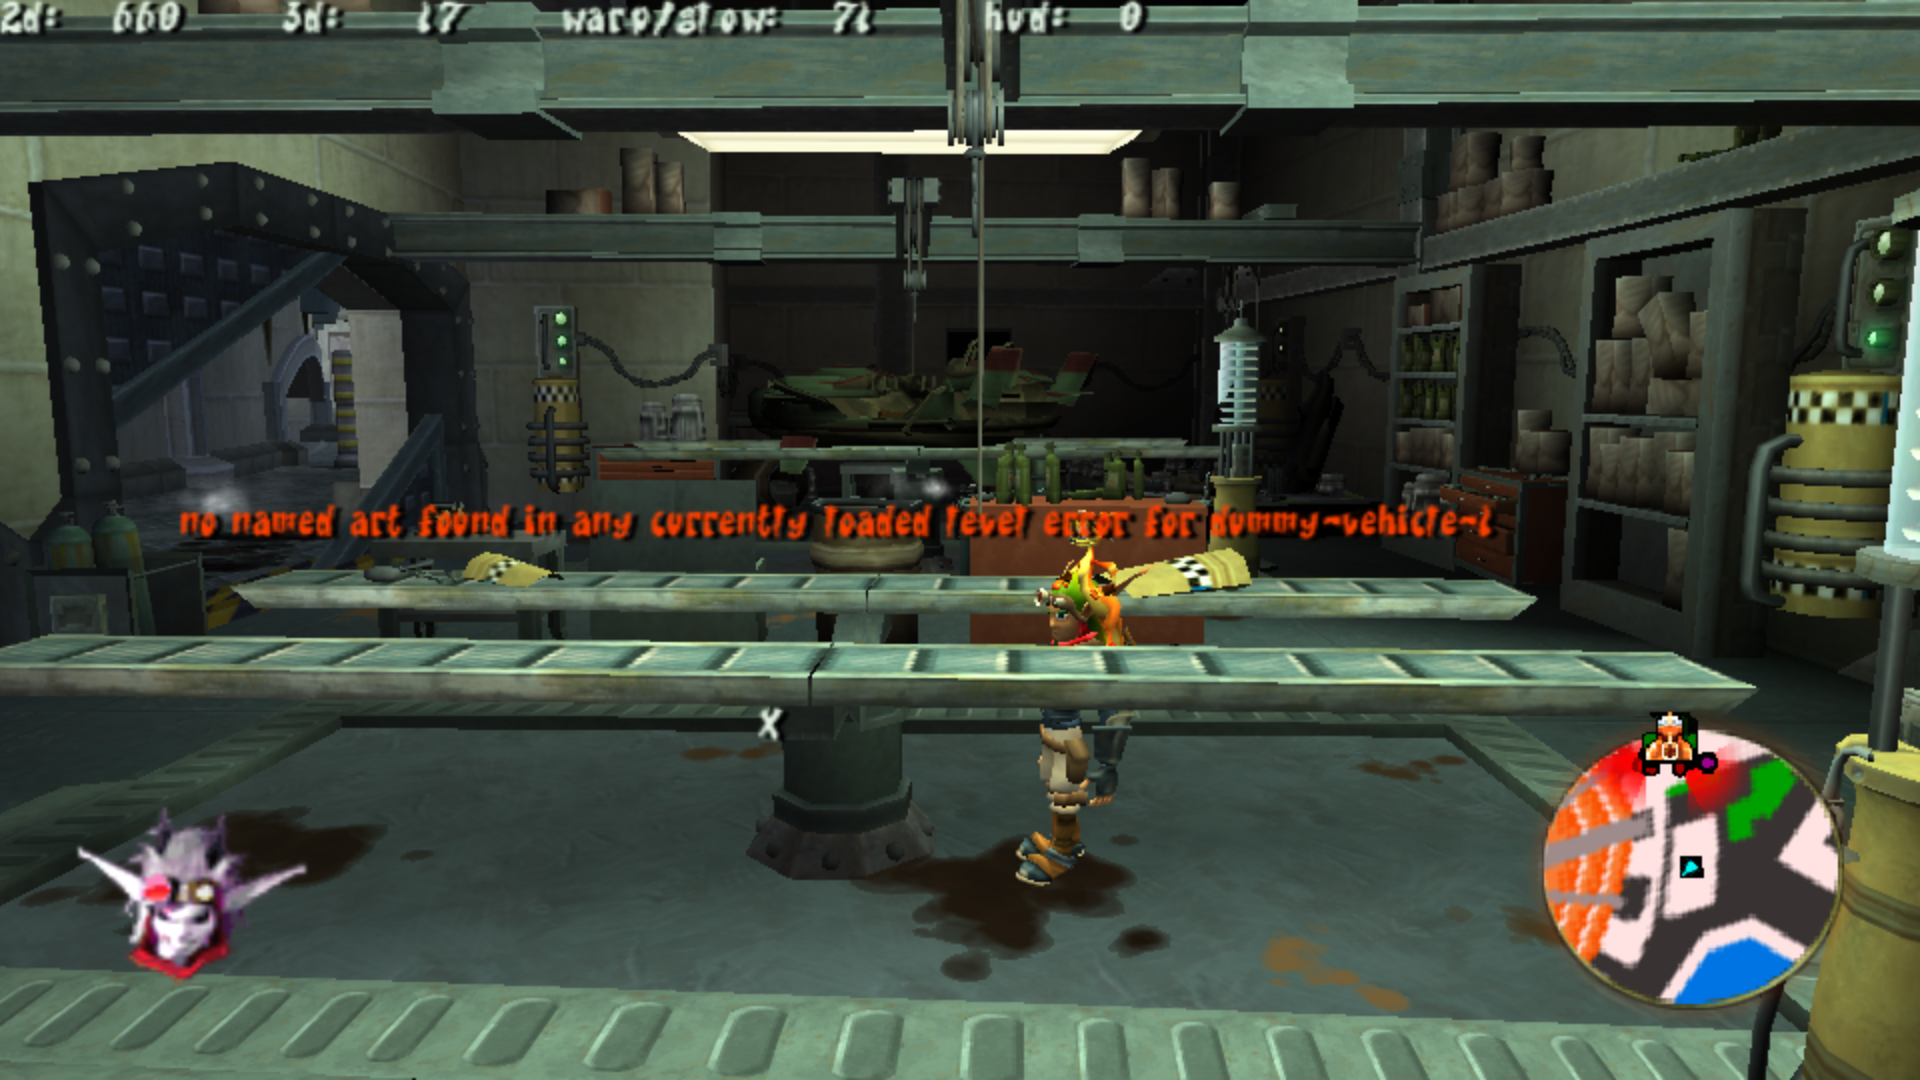 2d: 660 3d: 17 warp/glow: 71 hud: 0
no named art found in any currently loaded level error for dummy-vehicle-1
x